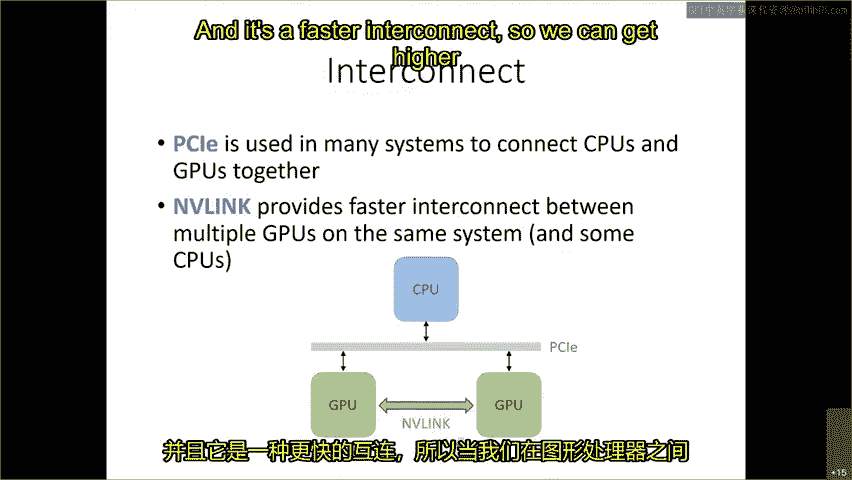 And it's a faster interconnect, so we can get
higher
Interconnect
• PCIe is used in many systems to connect CPUs and
GPUs together
• NVLINK provides faster interconnect between
multiple GPUs on the same system (and some
CPUs)
CPU
PCIe
GPU
GPU
NVLINK
并且它是一种更快的互连，所以当我们在图形处理器之间
+15